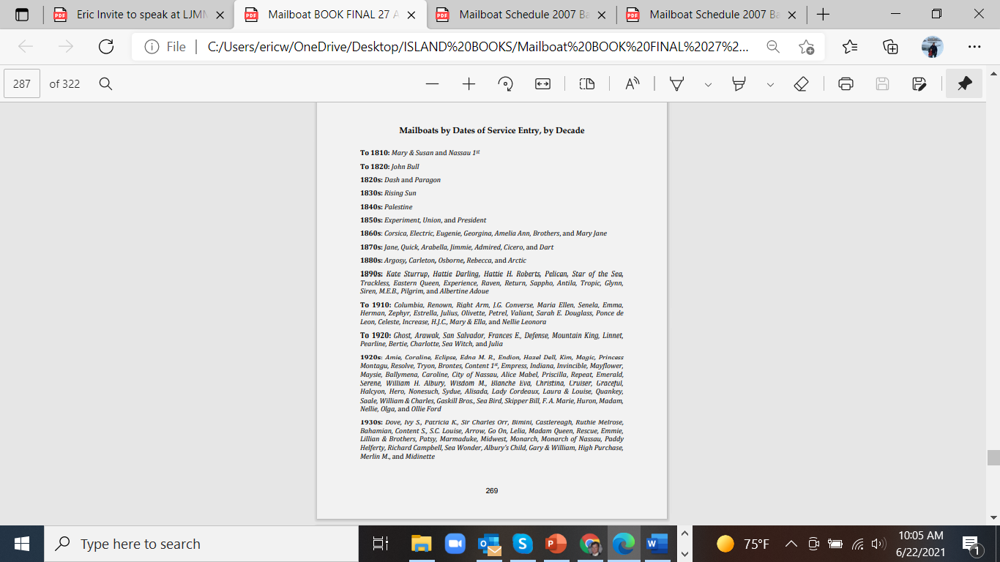 Eric Invite to speak at LJMM
Mailboat BOOK FINAL 27 A
Mailboat Schedule 2007 Ba
Mailboat Schedule 2007 Ba
File
C:/Users/ericw/OneDrive/Desktop/ISLAND%20BOOKS/Mailboat%20BOOK%20FINAL%2027%2...
287 of 322
Mailboats by Dates of Service Entry, by Decade
To 1810: Mary & Susan and Nassau 1st
To 1820: John Bull
1820s: Dash and Paragon
1830s: Rising Sun
1840s: Palestine
1850s: Experiment, Union, and President
1860s: Corsica, Electric, Eugenie, Georgina, Amelia Ann, Brothers, and Mary Jane
1870s: Jane, Quick, Arabella, Jimmie, Admired, Cicero, and Dart
1880s: Argosy, Carleton, Osborne, Rebecca, and Arctic
1890s: Kate Sturrup, Hattie Darling, Hattie H. Roberts, Pelican, Star of the Sea,
Trackless, Eastern Queen, Experience, Raven, Return, Sappho, Antila, Tropic, Glynn,
Siren, M.E.B., Pilgrim, and Albertine Adoue
To 1910: Columbia, Renown, Right Arm, J.G. Converse, Maria Ellen, Senela, Emma,
Herman, Zephyr, Estrella, Julius, Olivette, Petrel, Valiant, Sarah E. Douglass, Ponce de
Leon, Celeste, Increase, H.J.C., Mary & Ella, and Nellie Leonora
To 1920: Ghost, Arawak, San Salvador, Frances E., Defense, Mountain King, Linnet,
Pearline, Bertie, Charlotte, Sea Witch, and Julia
1920s: Amie, Coraline, Eclipse, Edna M. R., Endion, Hazel Dell, Kim, Magic, Princess
Montagu, Resolve, Tryon, Brontes, Content 1st, Empress, Indiana, Invincible, Mayflower,
Maysie, Ballymena, Caroline, City of Nassau, Alice Mabel, Priscilla, Repeat, Emerald,
Serene, William H. Albury, Wisdom M., Blanche Eva, Christina, Cruiser, Graceful,
Halcyon, Hero, Nonesuch, Sydue, Alisada, Lady Cordeaux, Laura & Louise, Quankey,
Saale, William & Charles, Gaskill Bros., Sea Bird, Skipper Bill, F. A. Marie, Huron, Madam,
Nellie, Olga, and Ollie Ford
1930s: Dove, Ivy S., Patricia K., Sir Charles Orr, Bimini, Castlereagh, Ruthie Melrose,
Bahamian, Content S., S.C. Louise, Arrow, Go On, Lelia, Madam Queen, Rescue, Emmie,
Lillian & Brothers, Patsy, Marmaduke, Midwest, Monarch, Monarch of Nassau, Paddy
Helferty, Richard Campbell, Sea Wonder, Albury's Child, Gary & William, High Purchase,
Merlin M., and Midinette
269
Type here to search
75°F
10:05 AM
6/22/2021
1